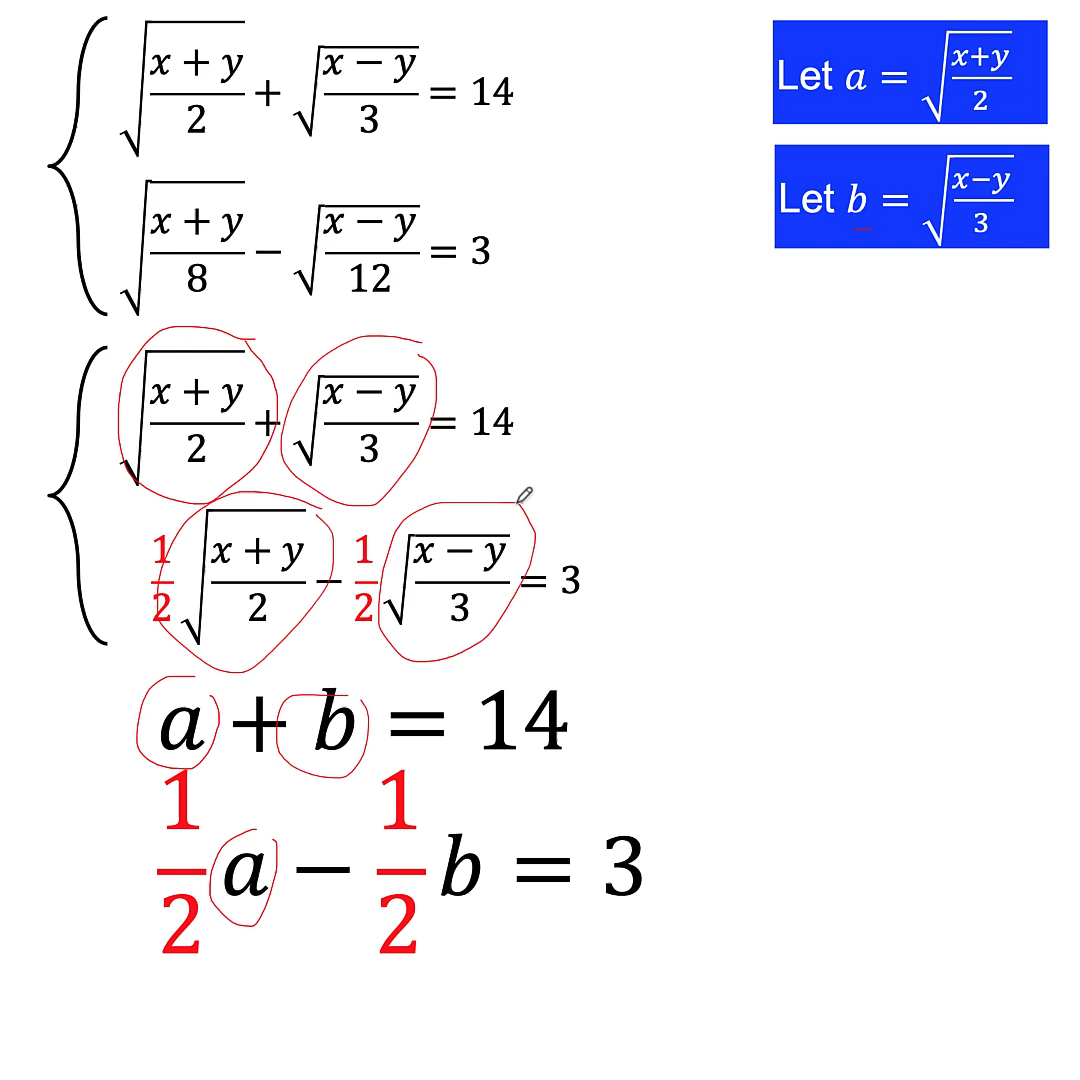 √((x + y)/2) + √((x − y)/3) = 14
√((x + y)/8) − √((x − y)/12) = 3
√((x + y)/2) + √((x − y)/3) = 14
1/2 √((x + y)/2) − 1/2 √((x − y)/3) = 3
a + b = 14
1/2 a − 1/2 b = 3
Let a = √((x+y)/2)
Let b = √((x−y)/3)